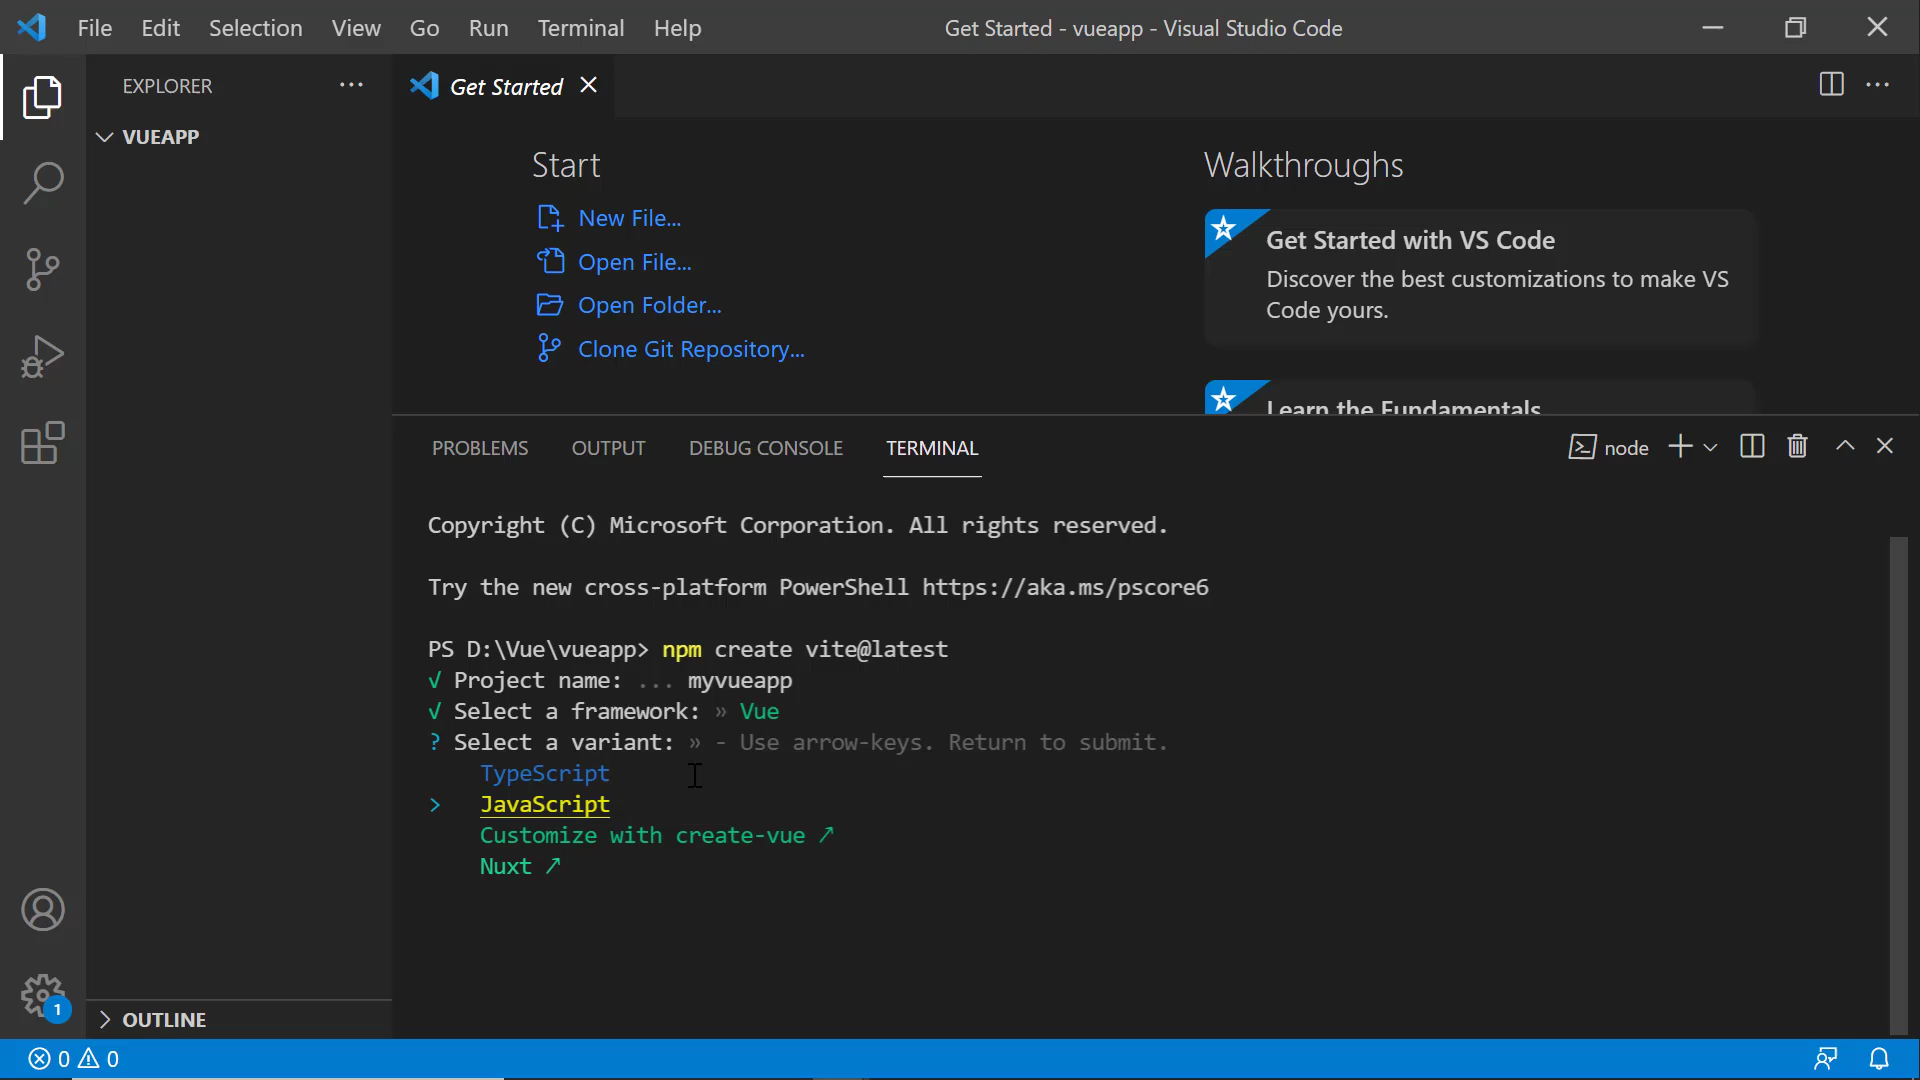 File Edit Selection View Go Run Terminal Help
Get Started - vueapp - Visual Studio Code
EXPLORER
VUEAPP
Get Started
Start
New File...
Open File...
Open Folder...
Clone Git Repository...
Walkthroughs
Get Started with VS Code
Discover the best customizations to make VS
Code yours.
Learn the Fundamentals
PROBLEMS OUTPUT DEBUG CONSOLE TERMINAL
node
Copyright (C) Microsoft Corporation. All rights reserved.
Try the new cross-platform PowerShell https://aka.ms/pscore6
PS D:\Vue\vueapp> npm create vite@latest
√ Project name: ... myvueapp
√ Select a framework: » Vue
? Select a variant: » - Use arrow-keys. Return to submit.
TypeScript
> JavaScript
Customize with create-vue ↗
Nuxt ↗
1
OUTLINE
0 0